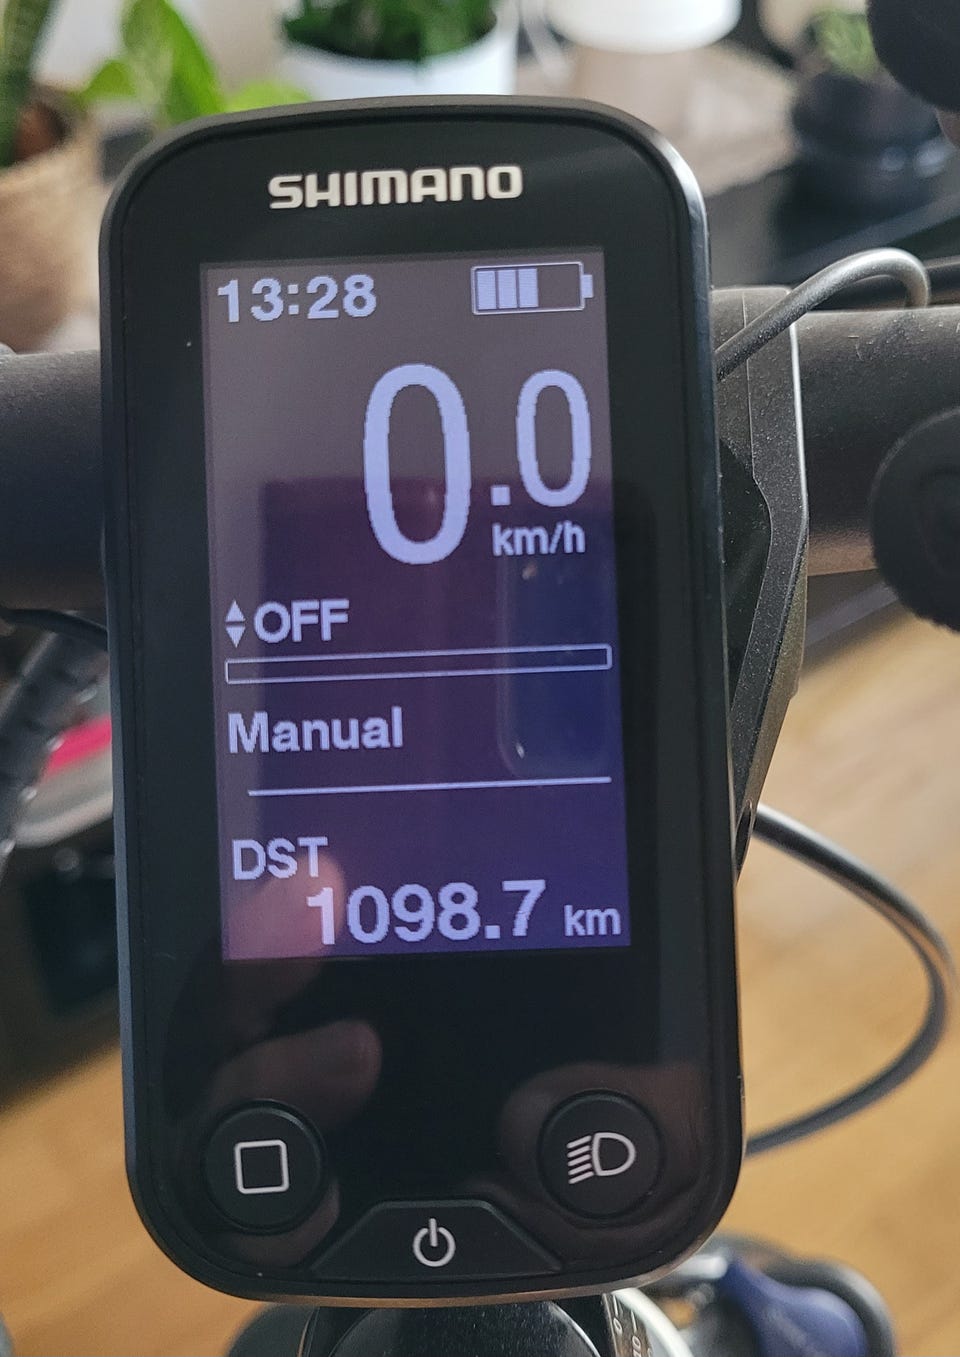 SHIMANO
13:28
0.0
km/h
OFF
Manual
DST
1098.7 km